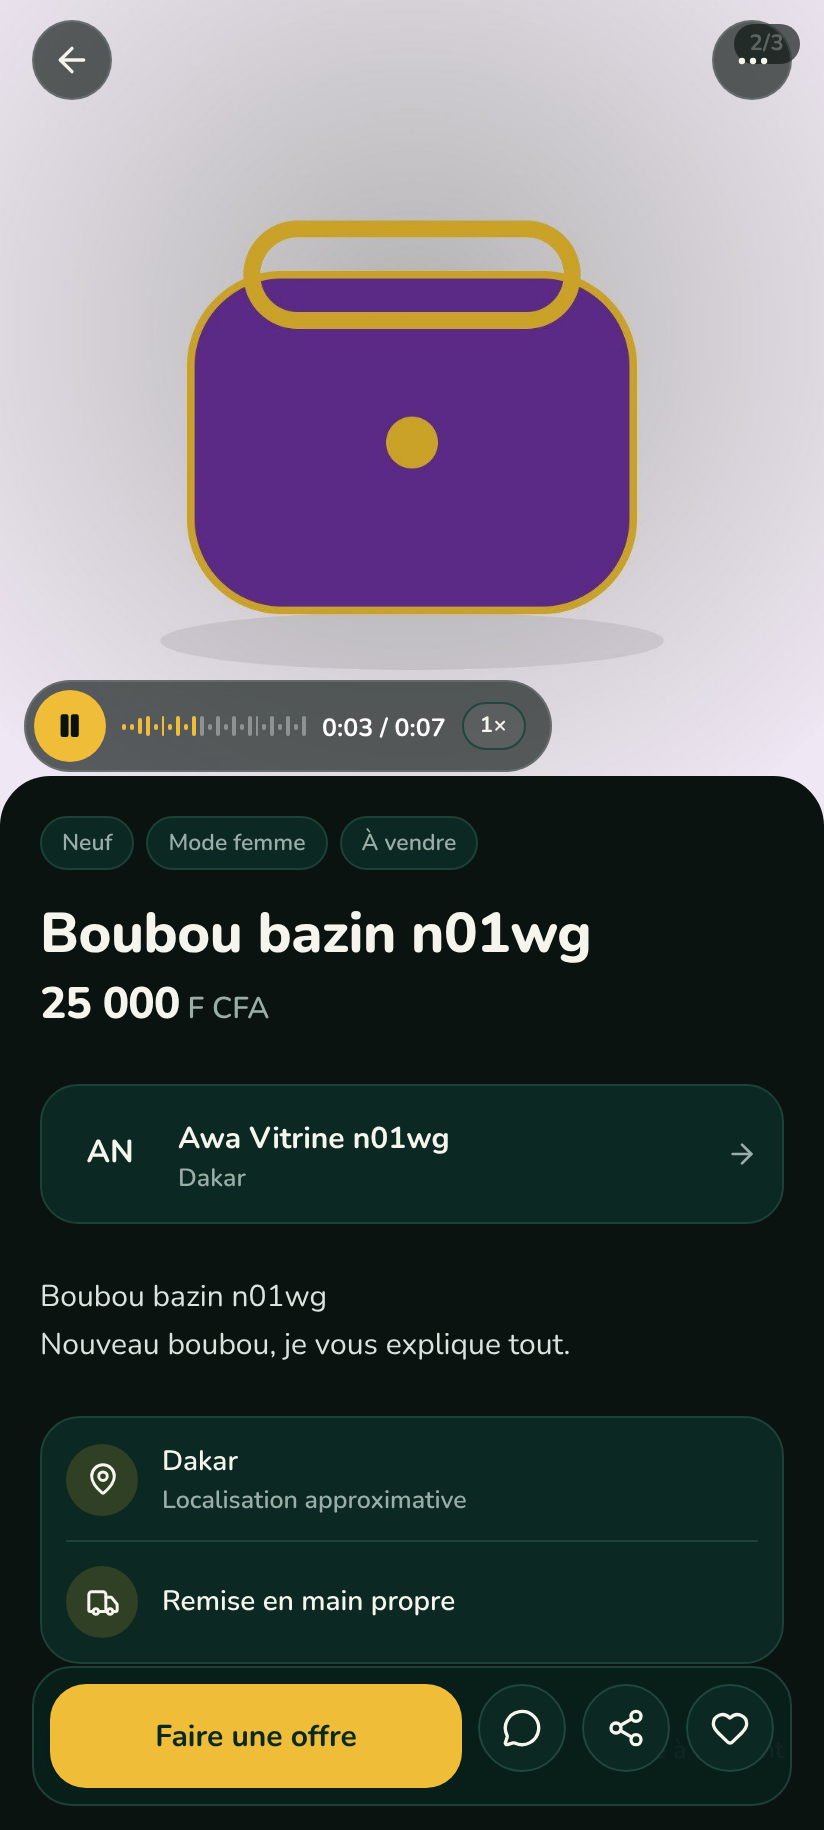 2/3
0:03 / 0:07
1×
Neuf
Mode femme
À vendre
Boubou bazin n01wg
25 000 F CFA
AN
Awa Vitrine n01wg
Dakar
Boubou bazin n01wg
Nouveau boubou, je vous explique tout.
Dakar
Localisation approximative
Remise en main propre
Faire une offre